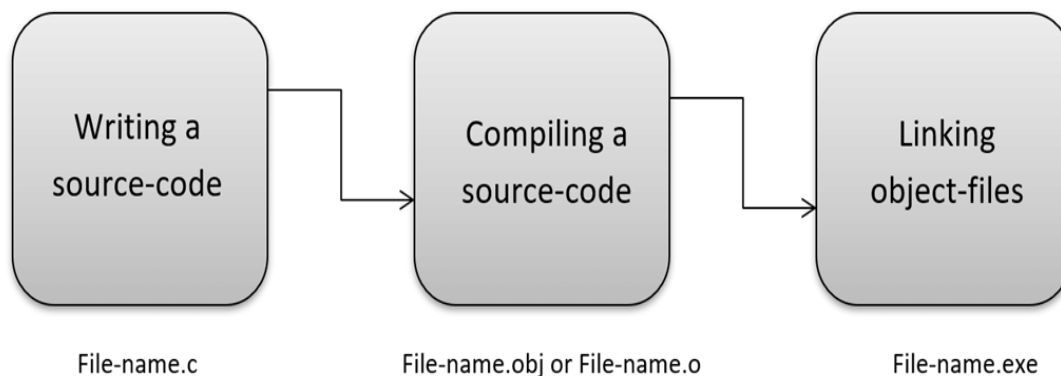 Writing a
source-code
Compiling a
source-code
Linking
object-files
File-name.c
File-name.obj or File-name.o
File-name.exe